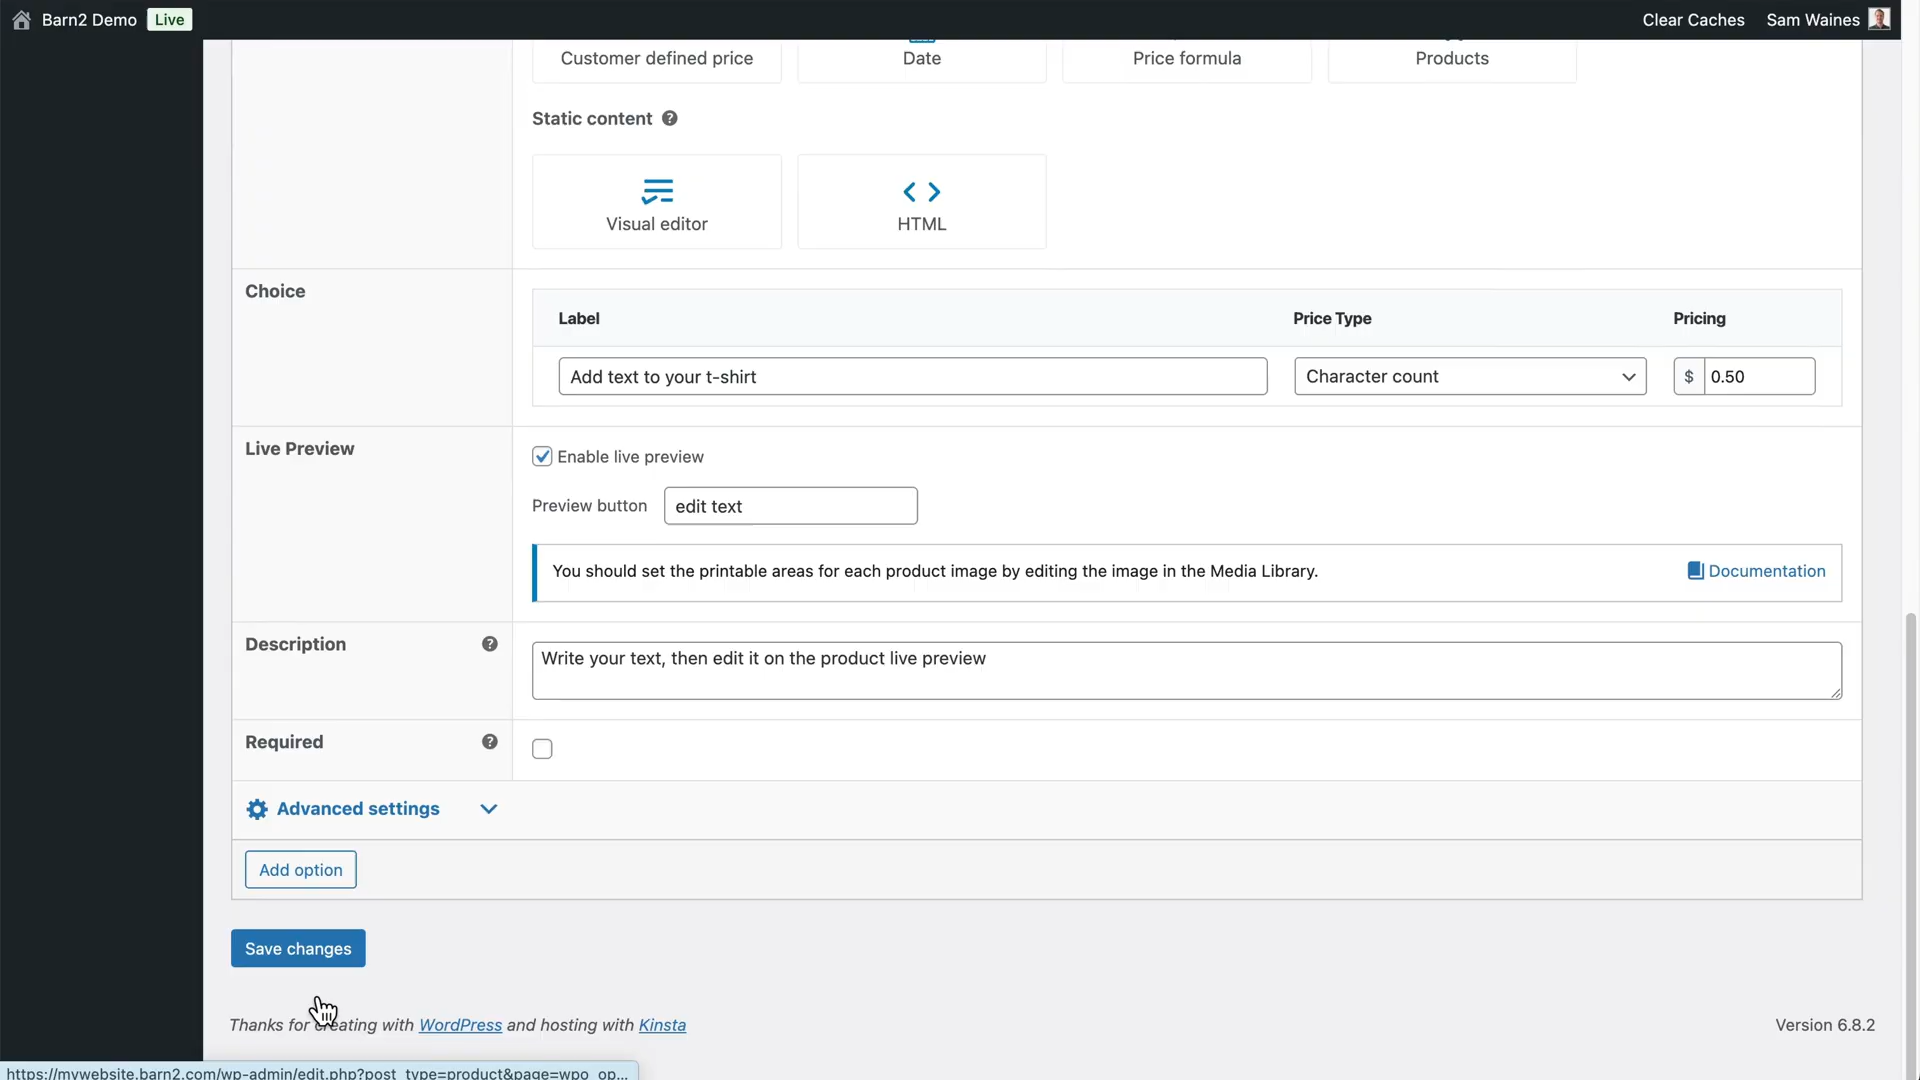 Barn2 Demo Live Clear Caches Sam Waines
Customer defined price Date Price formula Products
Static content
Visual editor HTML
Choice
Label Price Type Pricing
Add text to your t-shirt Character count $ 0.50
Live Preview
Enable live preview
Preview button edit text
You should set the printable areas for each product image by editing the image in the Media Library. Documentation
Description
Write your text, then edit it on the product live preview
Required
Advanced settings
Add option
Save changes
Thanks for creating with WordPress and hosting with Kinsta Version 6.8.2
https://mywebsite.barn2.com/wp-admin/edit.php?post_type=product&page=wpo_op...